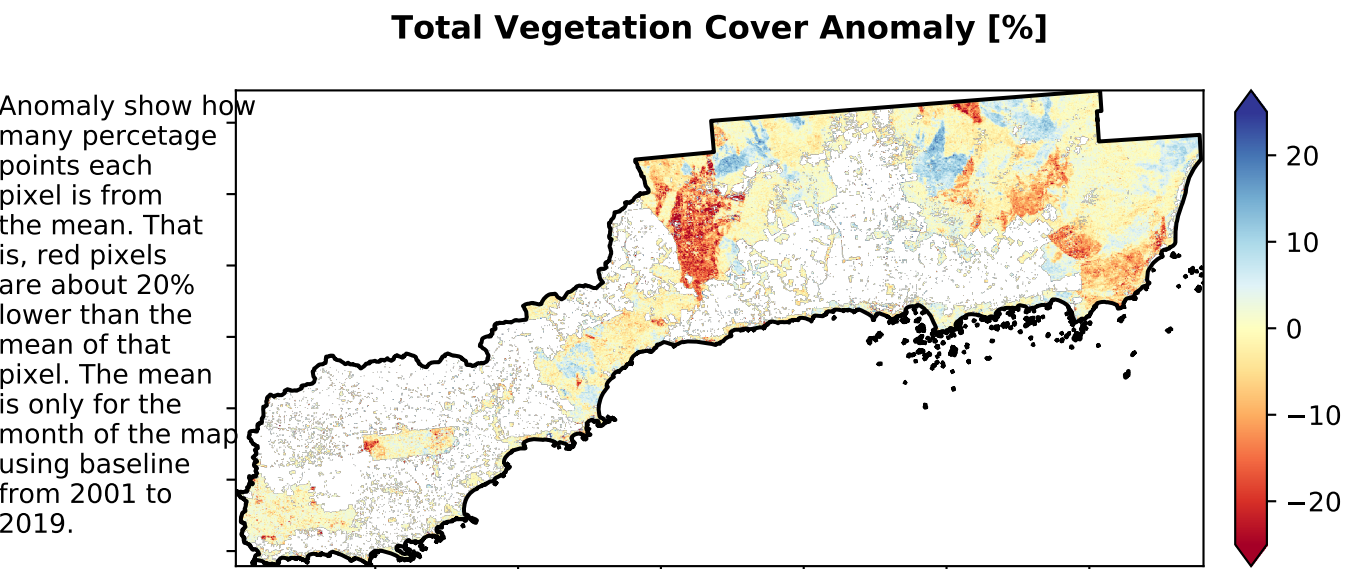 Total Vegetation Cover Anomaly [%]
Anomaly show how
many percetage
points each
pixel is from
the mean. That
is, red pixels
are about 20%
lower than the
mean of that
pixel. The mean
is only for the
month of the map
using baseline
from 2001 to
2019.
20
10
0
−10
−20